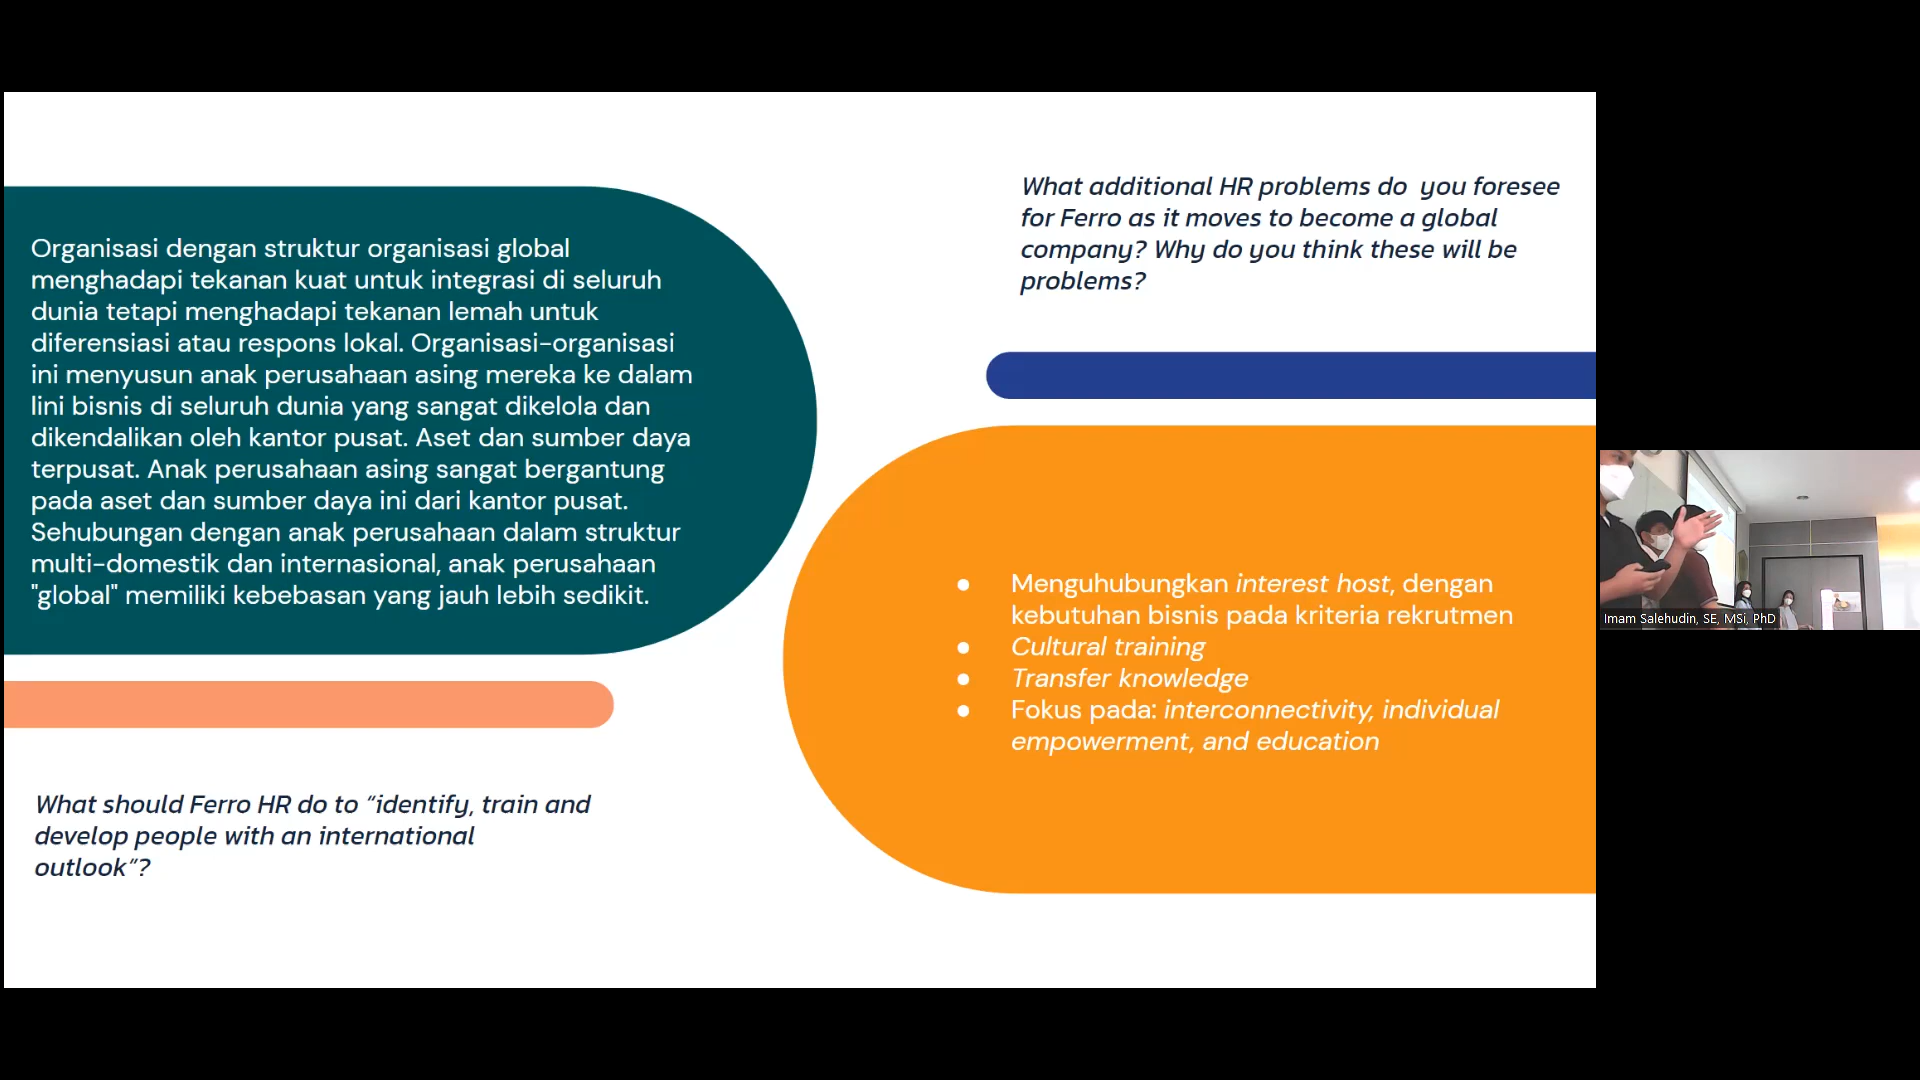 Organisasi dengan struktur organisasi global
menghadapi tekanan kuat untuk integrasi di seluruh
dunia tetapi menghadapi tekanan lemah untuk
diferensiasi atau respons lokal. Organisasi-organisasi
ini menyusun anak perusahaan asing mereka ke dalam
lini bisnis di seluruh dunia yang sangat dikelola dan
dikendalikan oleh kantor pusat. Aset dan sumber daya
terpusat. Anak perusahaan asing sangat bergantung
pada aset dan sumber daya ini dari kantor pusat.
Sehubungan dengan anak perusahaan dalam struktur
multi-domestik dan internasional, anak perusahaan
"global" memiliki kebebasan yang jauh lebih sedikit.
What should Ferro HR do to “identify, train and
develop people with an international
outlook”?
What additional HR problems do  you foresee
for Ferro as it moves to become a global
company? Why do you think these will be
problems?
● Menguhubungkan interest host, dengan
kebutuhan bisnis pada kriteria rekrutmen
● Cultural training
● Transfer knowledge
● Fokus pada: interconnectivity, individual
empowerment, and education
Imam Salehudin, SE, MSi, PhD